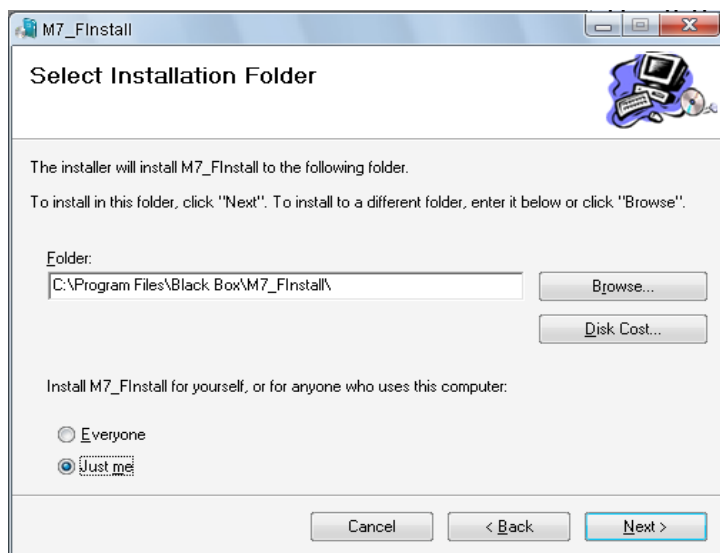 M7_FInstall
Select Installation Folder
The installer will install M7_FInstall to the following folder.
To install in this folder, click "Next". To install to a different folder, enter it below or click "Browse".
Folder:
C:\Program Files\Black Box\M7_FInstall\
Browse...
Disk Cost...
Install M7_FInstall for yourself, or for anyone who uses this computer:
Everyone
Just me
Cancel
< Back
Next >